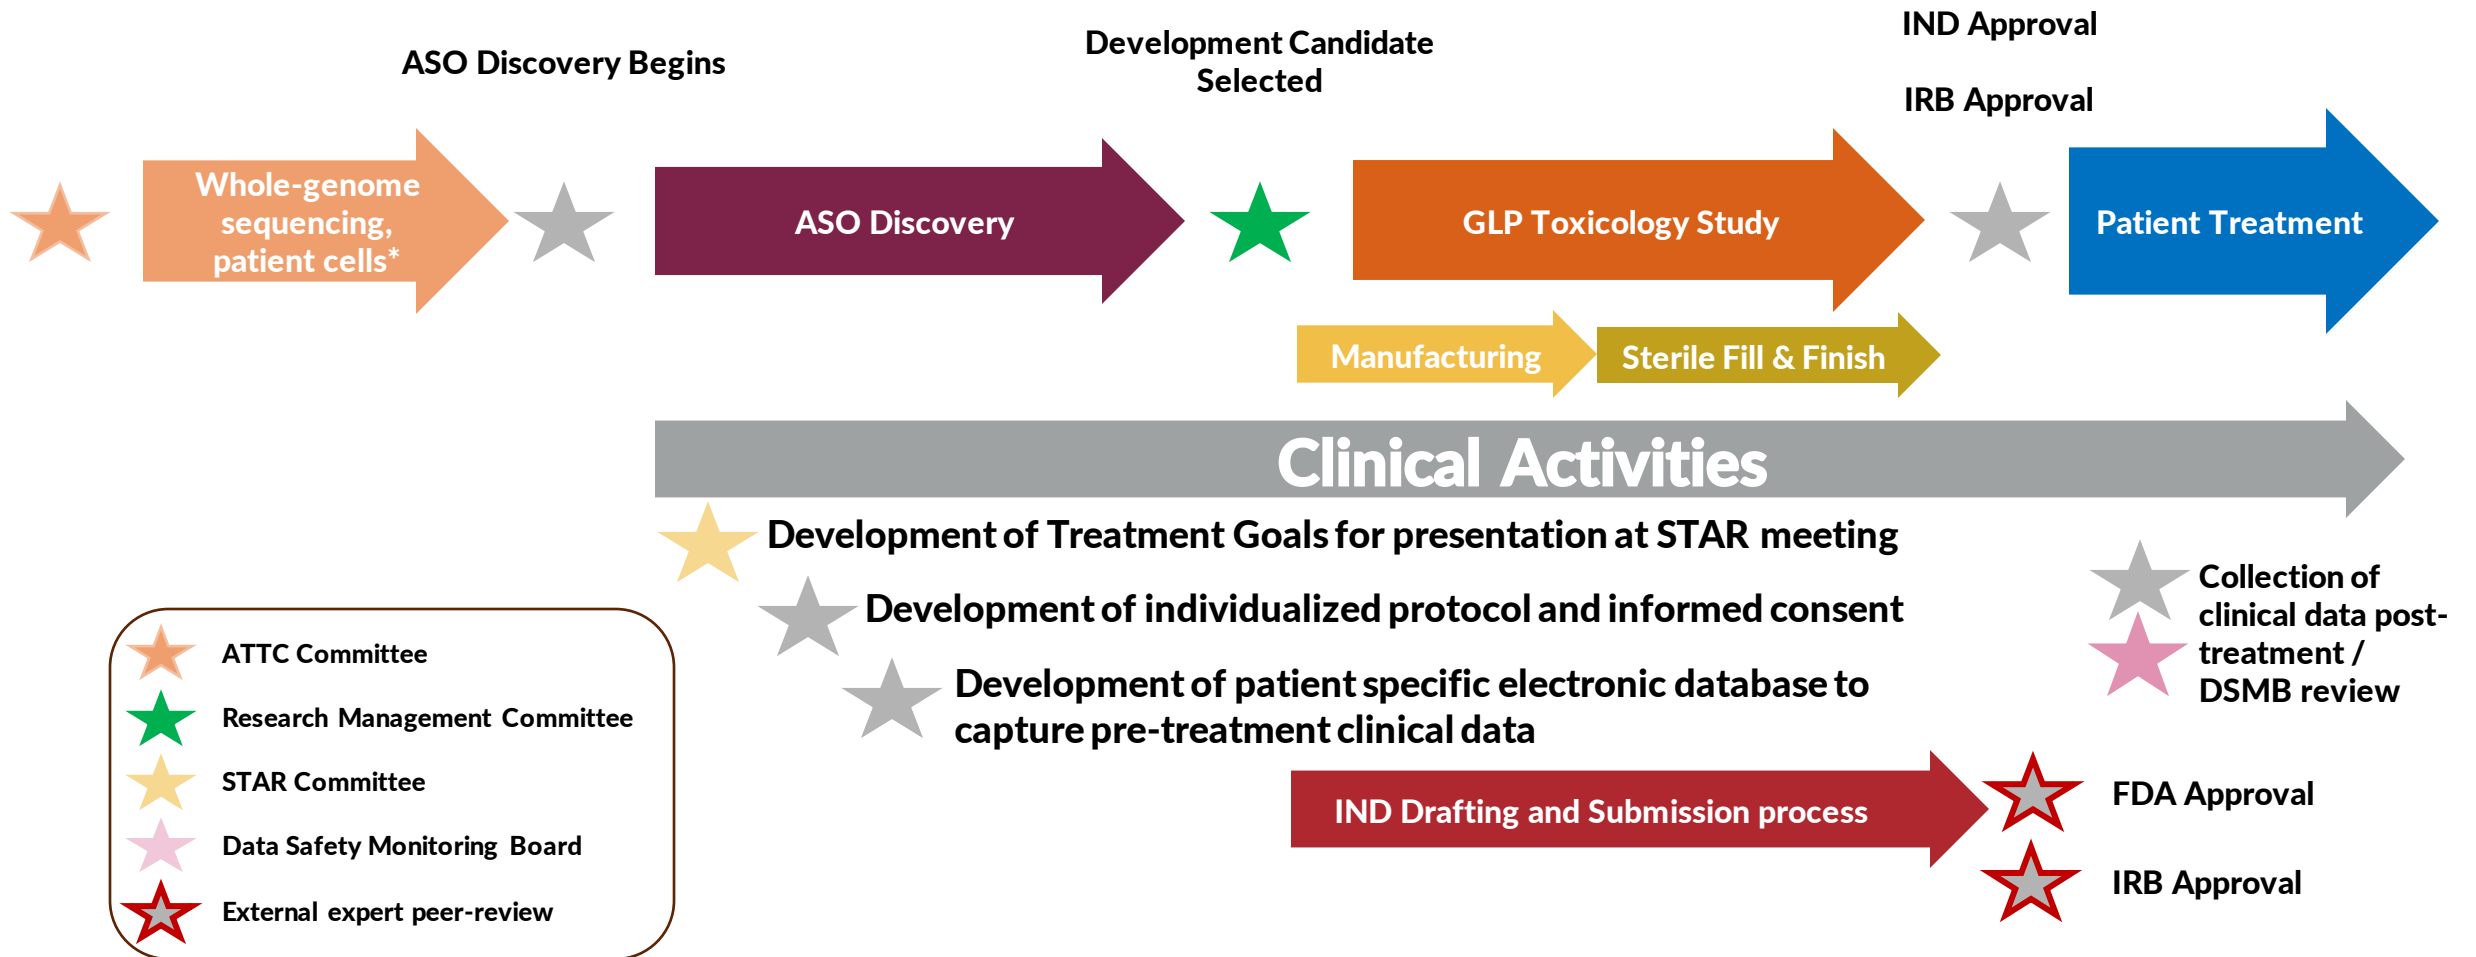 ASO Discovery Begins
Development Candidate
Selected
IND Approval
IRB Approval
Whole-genome
sequencing,
patient cells*
ASO Discovery
GLP Toxicology Study
Patient Treatment
Manufacturing
Sterile Fill & Finish
Clinical Activities
Development of Treatment Goals for presentation at STAR meeting
Development of individualized protocol and informed consent
Development of patient specific electronic database to
capture pre-treatment clinical data
Collection of
clinical data post-
treatment /
DSMB review
IND Drafting and Submission process
FDA Approval
IRB Approval
ATTC Committee
Research Management Committee
STAR Committee
Data Safety Monitoring Board
External expert peer-review